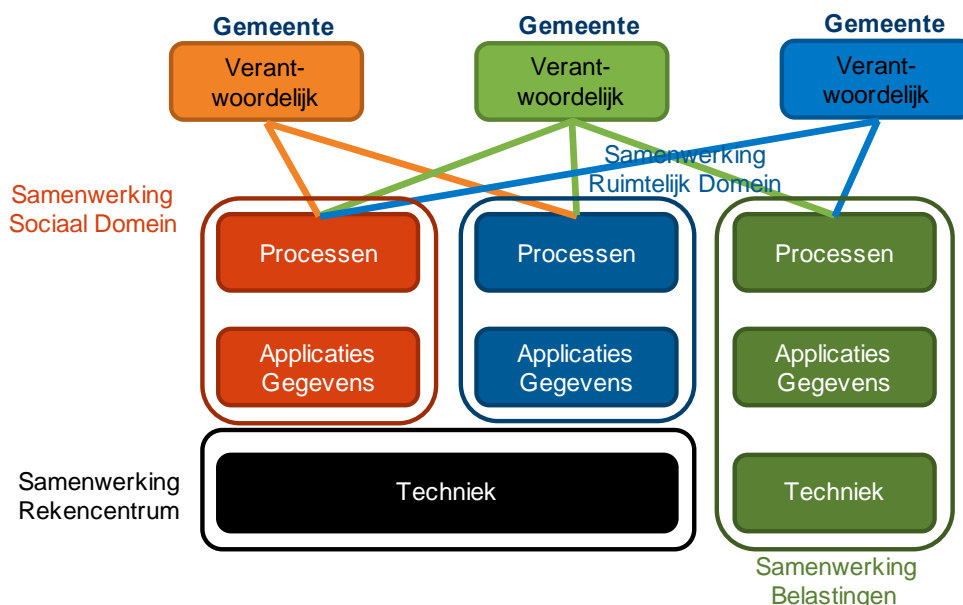 Gemeente
Gemeente
Gemeente
Verant-
woordelijk
Verant-
woordelijk
Verant-
woordelijk
Samenwerking
Ruimtelijk Domein
Samenwerking
Sociaal Domein
Processen
Processen
Processen
Applicaties
Gegevens
Applicaties
Gegevens
Applicaties
Gegevens
Samenwerking
Rekencentrum
Techniek
Techniek
Samenwerking
Belastingen